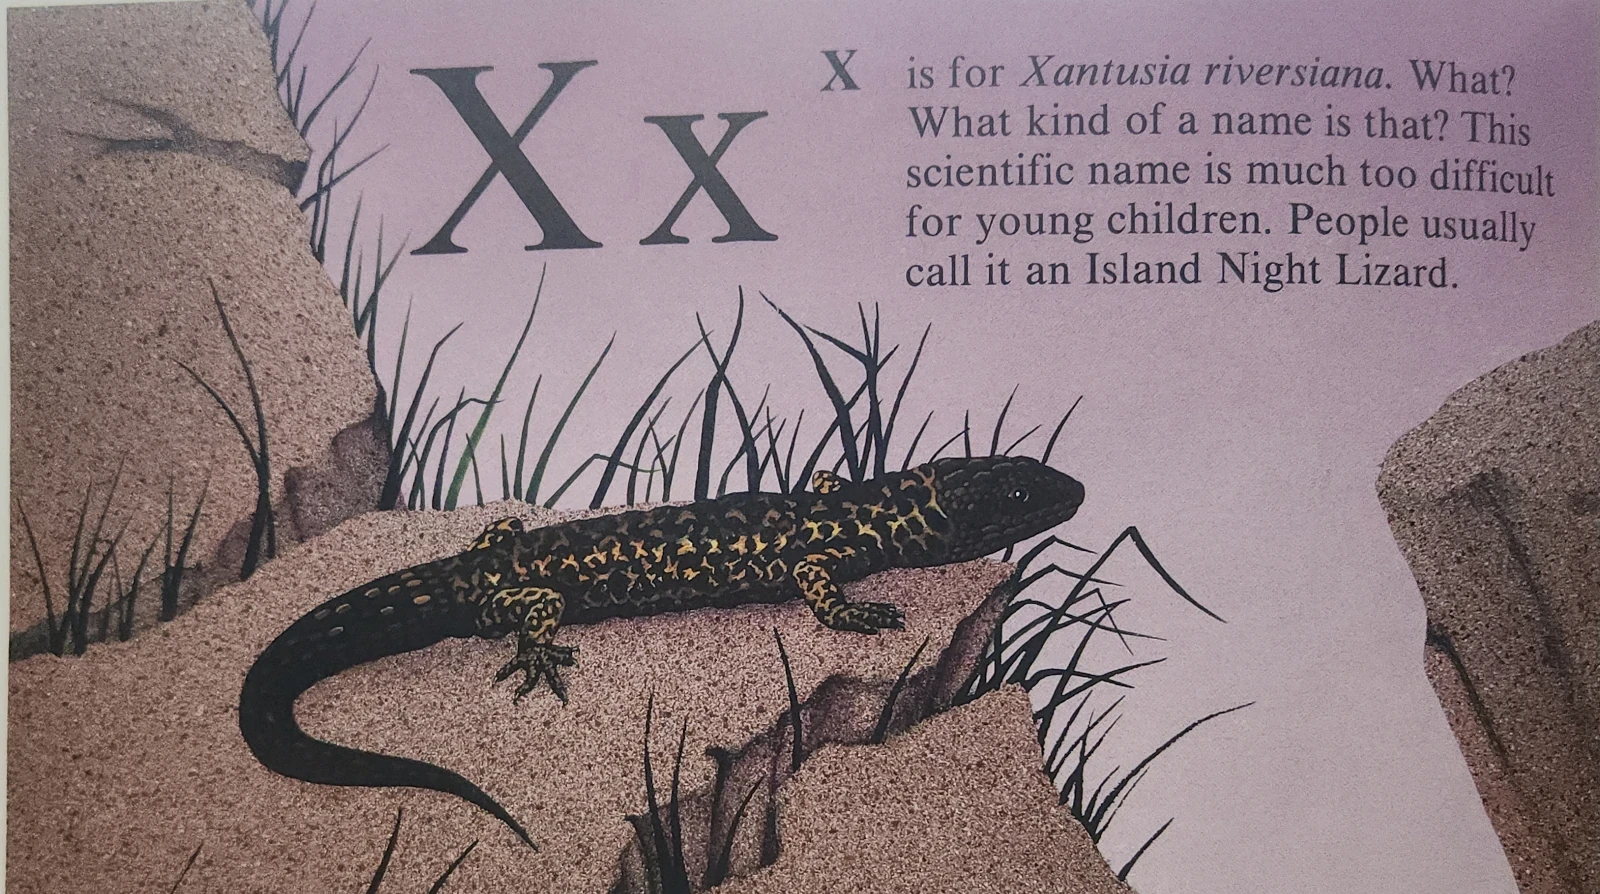 X x
X is for Xantusia riversiana. What?
What kind of a name is that? This
scientific name is much too difficult
for young children. People usually
call it an Island Night Lizard.